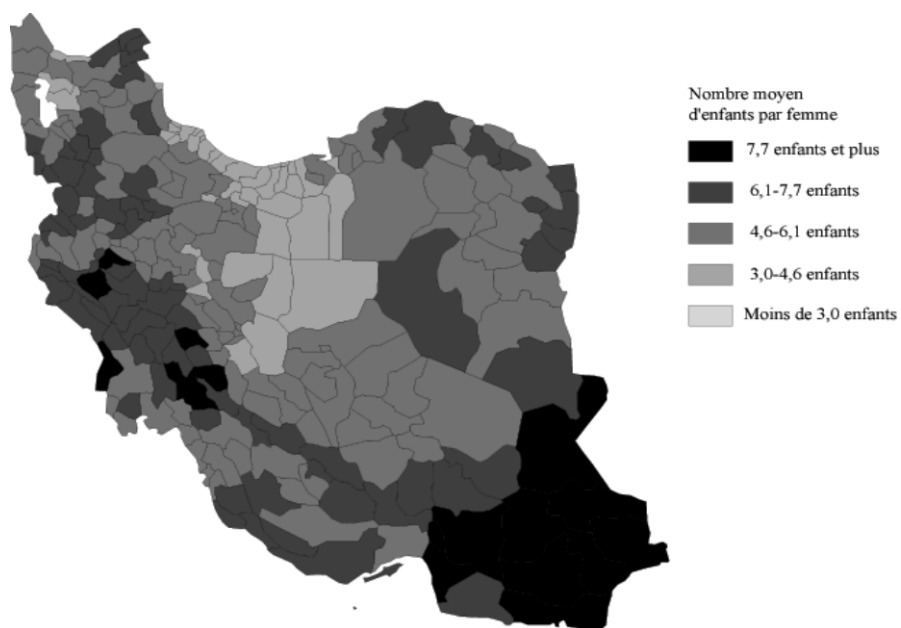 Nombre moyen
d'enfants par femme
7,7 enfants et plus
6,1-7,7 enfants
4,6-6,1 enfants
3,0-4,6 enfants
Moins de 3,0 enfants